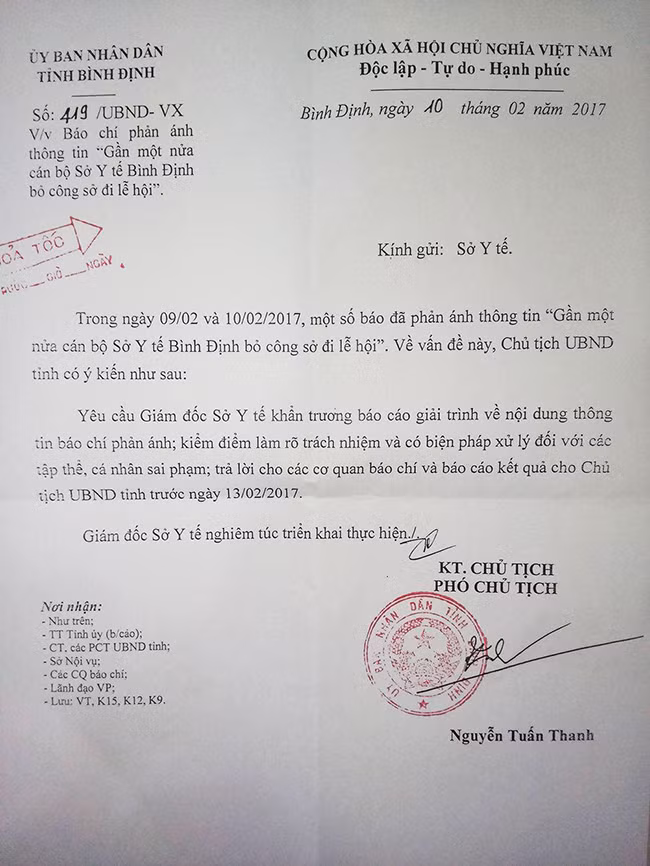 ỦY BAN NHÂN DÂN
TỈNH BÌNH ĐỊNH
CỘNG HÒA XÃ HỘI CHỦ NGHĨA VIỆT NAM
Độc lập - Tự do - Hạnh phúc
Số: 419 /UBND- VX
Bình Định, ngày 10 tháng 02 năm 2017
V/v Báo chí phản ánh
thông tin “Gần một nửa
cán bộ Sở Y tế Bình Định
bỏ công sở đi lễ hội”.
ỎA TỐC
GIỜ NGÀY
Kính gửi: Sở Y tế.
Trong ngày 09/02 và 10/02/2017, một số báo đã phản ánh thông tin “Gần một
nửa cán bộ Sở Y tế Bình Định bỏ công sở đi lễ hội”. Về vấn đề này, Chủ tịch UBND
tỉnh có ý kiến như sau:
Yêu cầu Giám đốc Sở Y tế khẩn trương báo cáo giải trình về nội dung thông
tin báo chí phản ánh; kiểm điểm làm rõ trách nhiệm và có biện pháp xử lý đối với các
tập thể, cá nhân sai phạm; trả lời cho các cơ quan báo chí và báo cáo kết quả cho Chủ
tịch UBND tỉnh trước ngày 13/02/2017.
Giám đốc Sở Y tế nghiêm túc triển khai thực hiện./.
KT. CHỦ TỊCH
PHÓ CHỦ TỊCH
Nơi nhận:
- Như trên;
- TT Tỉnh ủy (b/cáo);
- CT, các PCT UBND tỉnh;
- Sở Nội vụ;
- Các CQ báo chí;
- Lãnh đạo VP;
- Lưu: VT, K15, K12, K9.
ỦY BAN NHÂN DÂN TỈNH
Nguyễn Tuấn Thanh